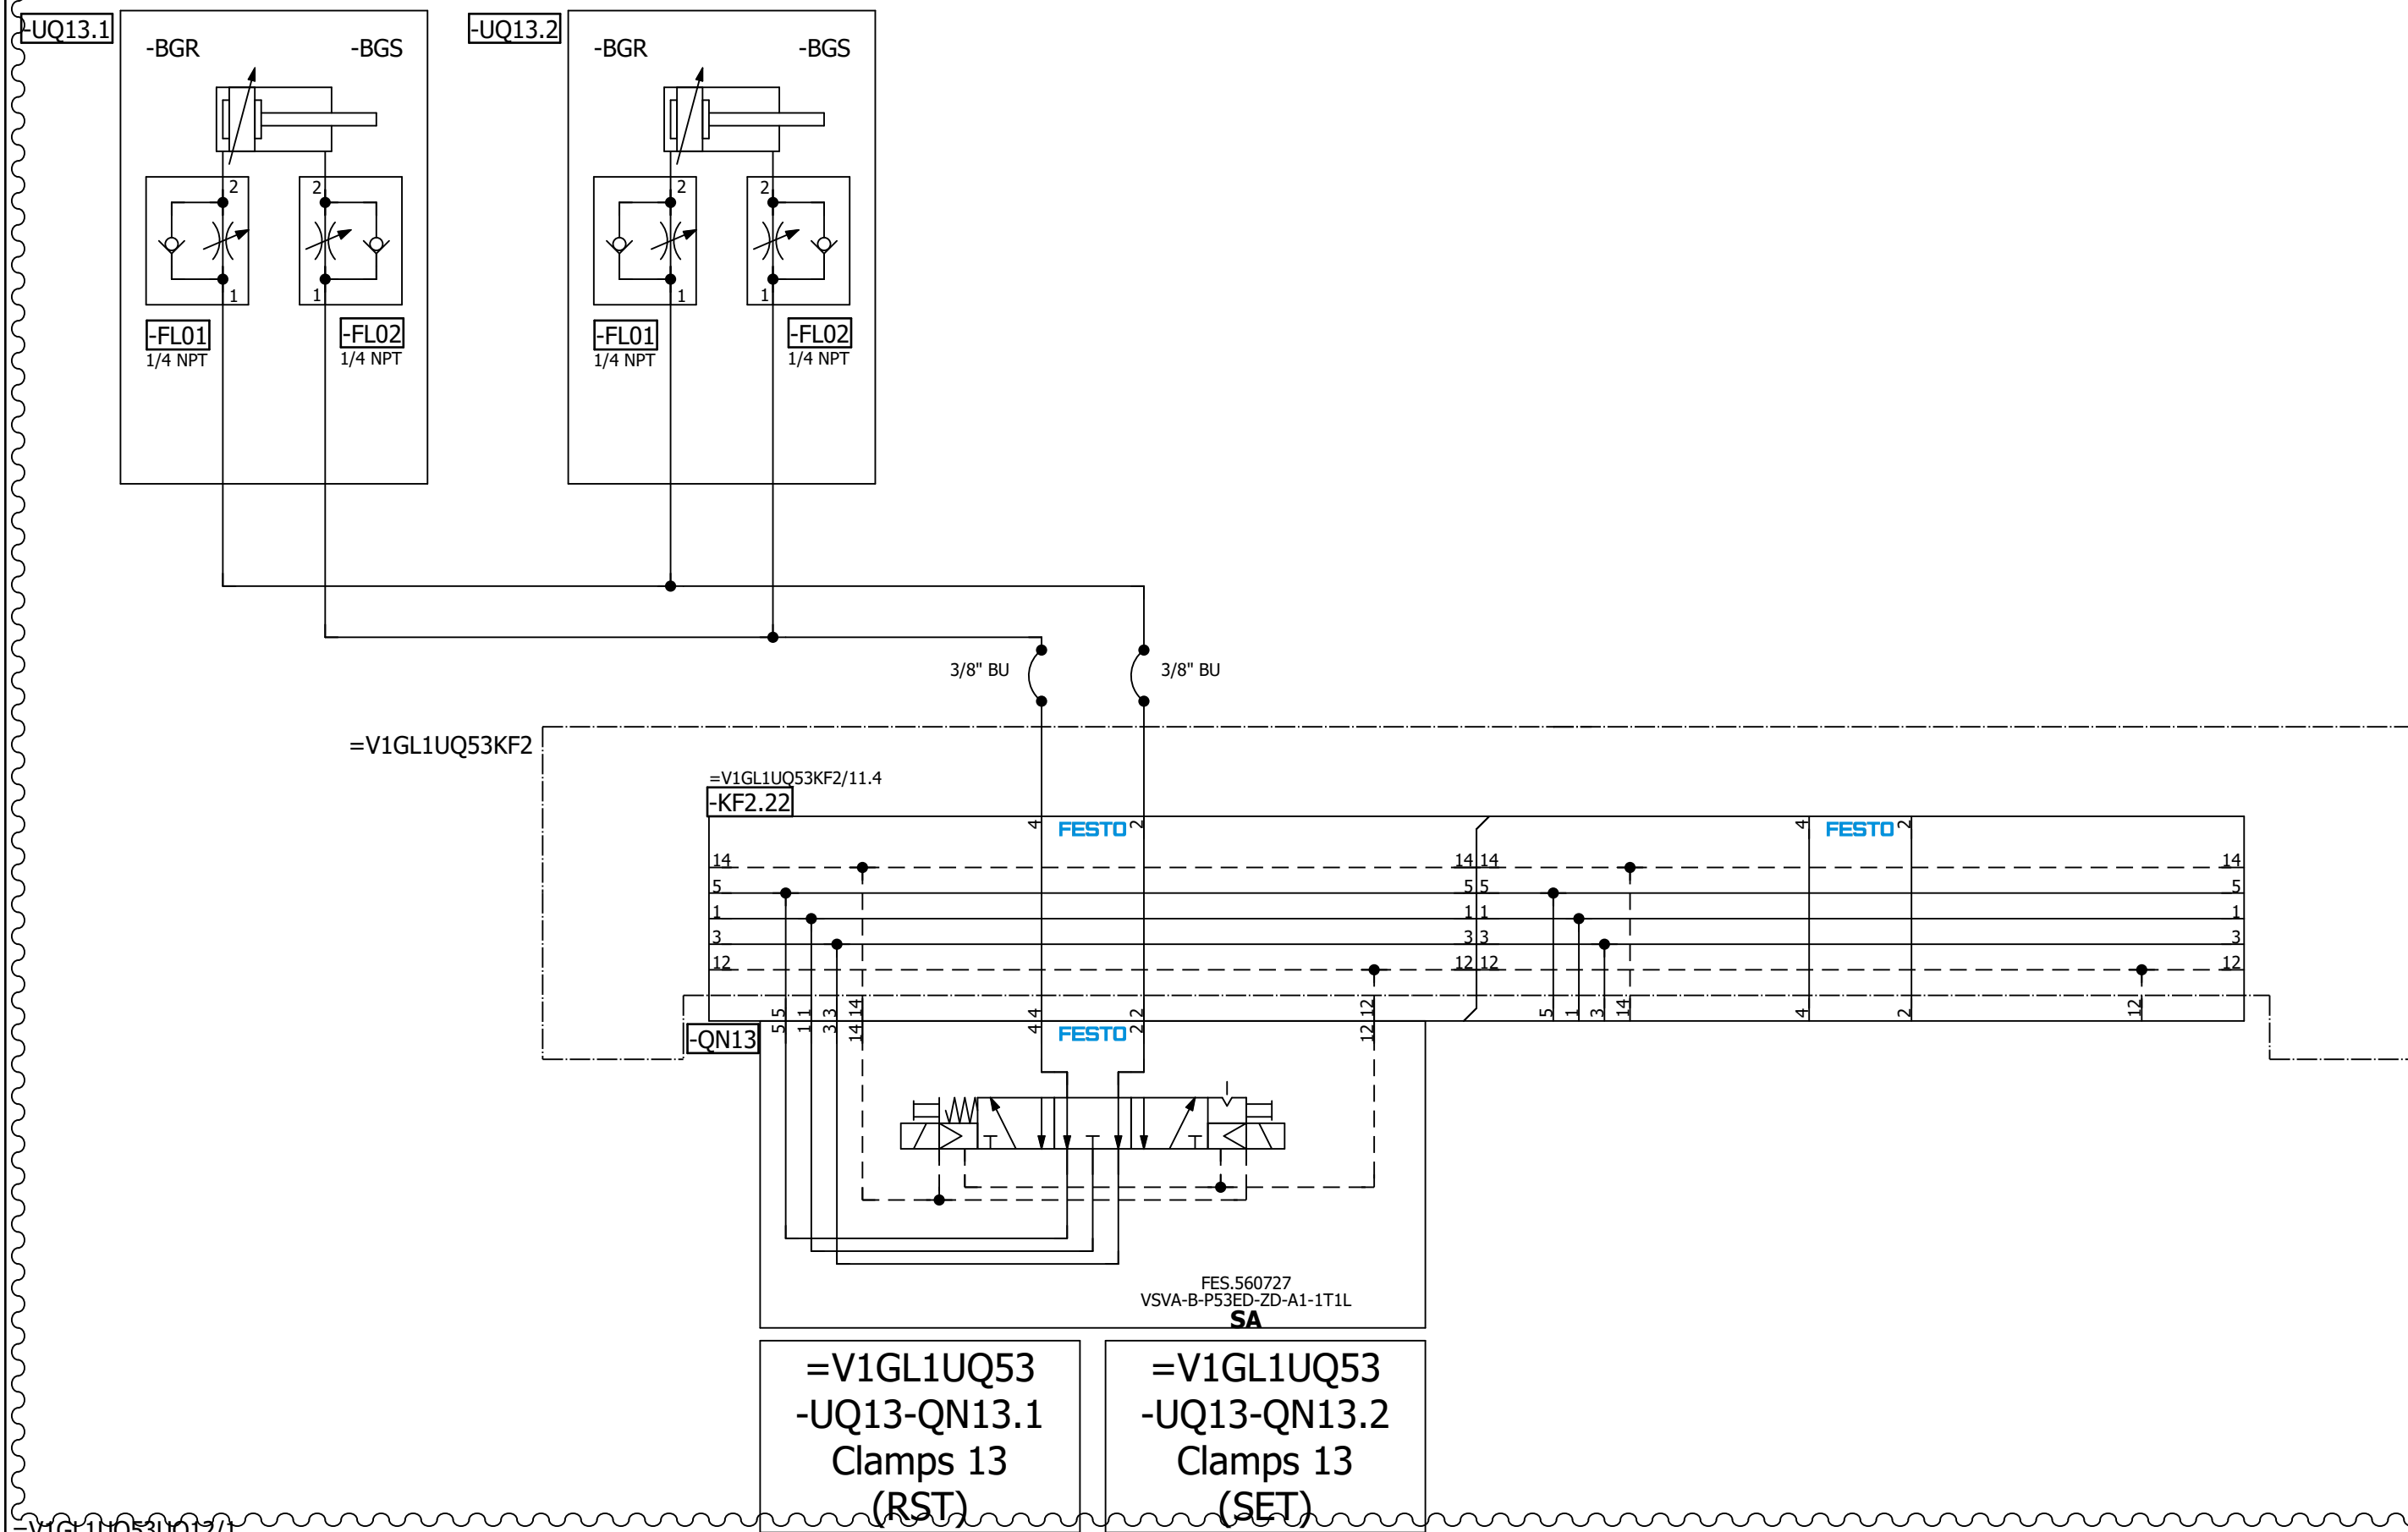 -UQ13.1
-BGR -BGS
2 2
1 1
-FL01 -FL02
1/4 NPT 1/4 NPT
-UQ13.2
-BGR -BGS
2 2
1 1
-FL01 -FL02
1/4 NPT 1/4 NPT
3/8" BU 3/8" BU
=V1GL1UQ53KF2
=V1GL1UQ53KF2/11.4
-KF2.22
4 FESTO 2 4 FESTO 2
14 14 14 14
5 5 5 5
1 1 1 1
3 3 3 3
12 12 12 12
5 1 3 14 4 2 12 5 1 3 14 4 2 12
-QN13
5 1 3 14 4 FESTO 2 12
FES.560727
VSVA-B-P53ED-ZD-A1-1T1L
SA
=V1GL1UQ53
-UQ13-QN13.1
Clamps 13
(RST)
=V1GL1UQ53
-UQ13-QN13.2
Clamps 13
(SET)
=V1GL1UQ53UQ12/1